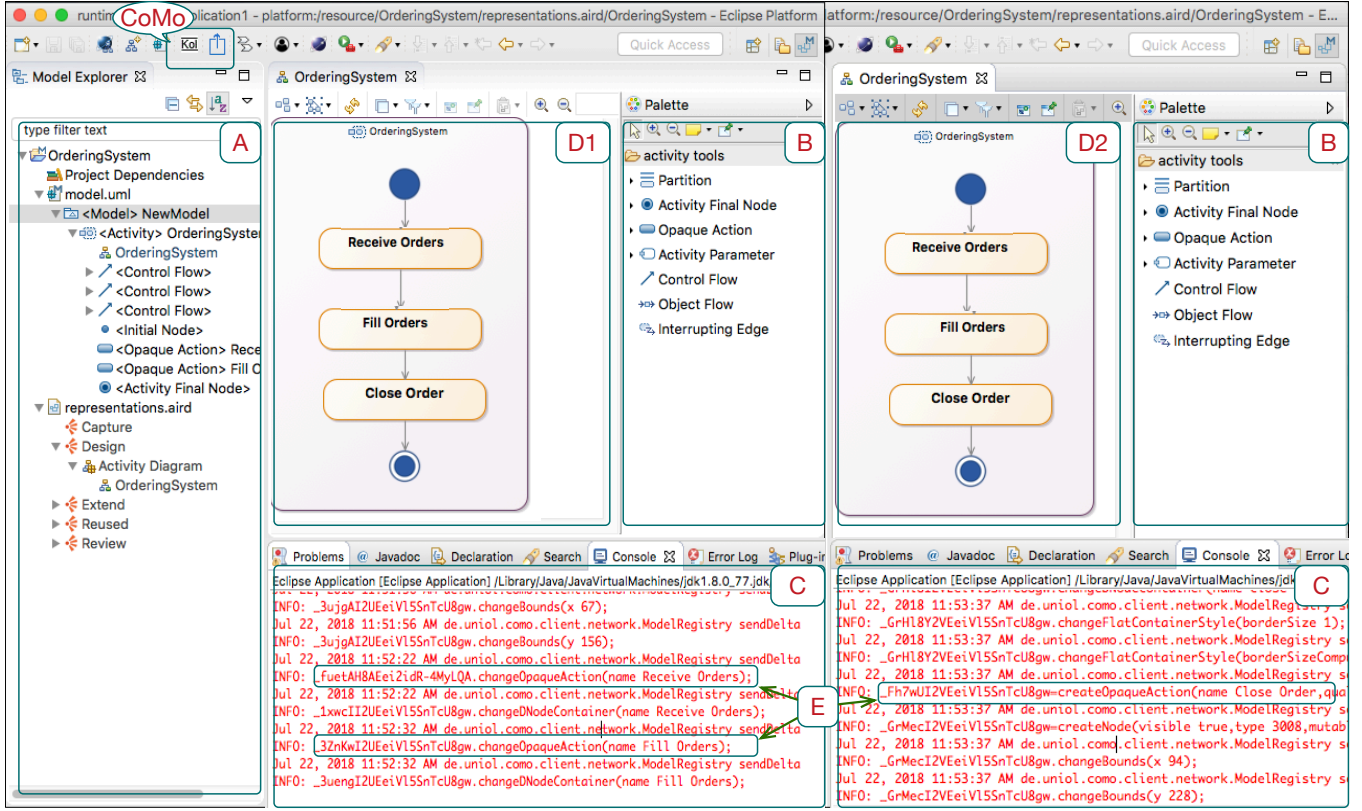 CoMo
runtim
plication1 - platform:/resource/OrderingSystem/representations.aird/OrderingSystem - Eclipse Platform
latform:/resource/OrderingSystem/representations.aird/OrderingSystem - E...
Koi
Quick Access
Quick Access
Model Explorer
OrderingSystem
OrderingSystem
Palette
Palette
type filter text
A
OrderingSystem
Project Dependencies
model.uml
<Model> NewModel
<Activity> OrderingSyster
OrderingSystem
<Control Flow>
<Control Flow>
<Control Flow>
<Initial Node>
<Opaque Action> Rece
<Opaque Action> Fill O
<Activity Final Node>
representations.aird
Capture
Design
Activity Diagram
OrderingSystem
Extend
Reused
Review
OrderingSystem
D1
Receive Orders
Fill Orders
Close Order
B
activity tools
Partition
Activity Final Node
Opaque Action
Activity Parameter
Control Flow
Object Flow
Interrupting Edge
OrderingSystem
D2
Receive Orders
Fill Orders
Close Order
B
activity tools
Partition
Activity Final Node
Opaque Action
Activity Parameter
Control Flow
Object Flow
Interrupting Edge
Problems @ Javadoc Declaration Search Console Error Log Plug-in
Eclipse Application [Eclipse Application] /Library/Java/JavaVirtualMachines/jdk1.8.0_77.jdk
C
INFO: _3ujgAI2UEeiVl5SnTcU8gw.changeBounds(x 67);
Jul 22, 2018 11:51:56 AM de.uniol.como.client.network.ModelRegistry sendDelta
INFO: _3ujgAI2UEeiVl5SnTcU8gw.changeBounds(y 156);
Jul 22, 2018 11:52:22 AM de.uniol.como.client.network.ModelRegistry sendDelta
INFO: _fuetAH8AEei2idR-4MyLQA.changeOpaqueAction(name Receive Orders);
Jul 22, 2018 11:52:22 AM de.uniol.como.client.network.ModelRegistry sendDelta
INFO: _1xwcII2UEeiVl5SnTcU8gw.changeDNodeContainer(name Receive Orders);
Jul 22, 2018 11:52:32 AM de.uniol.como.client.network.ModelRegistry sendDelta
INFO: _3ZnKwI2UEeiVl5SnTcU8gw.changeOpaqueAction(name Fill Orders);
Jul 22, 2018 11:52:32 AM de.uniol.como.client.network.ModelRegistry sendDelta
INFO: _3uengI2UEeiVl5SnTcU8gw.changeDNodeContainer(name Fill Orders);
E
Problems @ Javadoc Declaration Search Console Error Lo
Eclipse Application [Eclipse Application] /Library/Java/JavaVirtualMachines/jdk
C
Jul 22, 2018 11:53:37 AM de.uniol.como.client.network.ModelRegistry se
INFO: _GrHl8Y2VEeiVl5SnTcU8gw.changeFlatContainerStyle(borderSize 1);
Jul 22, 2018 11:53:37 AM de.uniol.como.client.network.ModelRegistry se
INFO: _GrHl8Y2VEeiVl5SnTcU8gw.changeFlatContainerStyle(borderSizeCompu
Jul 22, 2018 11:53:37 AM de.uniol.como.client.network.ModelRegistry se
INFO: _Fh7wUI2VEeiVl5SnTcU8gw=createOpaqueAction(name Close Order,qual
Jul 22, 2018 11:53:37 AM de.uniol.como.client.network.ModelRegistry se
INFO: _GrMecI2VEeiVl5SnTcU8gw=createNode(visible true,type 3008,mutab
Jul 22, 2018 11:53:37 AM de.uniol.como.client.network.ModelRegistry se
INFO: _GrMecI2VEeiVl5SnTcU8gw.changeBounds(x 94);
Jul 22, 2018 11:53:37 AM de.uniol.como.client.network.ModelRegistry se
INFO: _GrMecI2VEeiVl5SnTcU8gw.changeBounds(y 228);